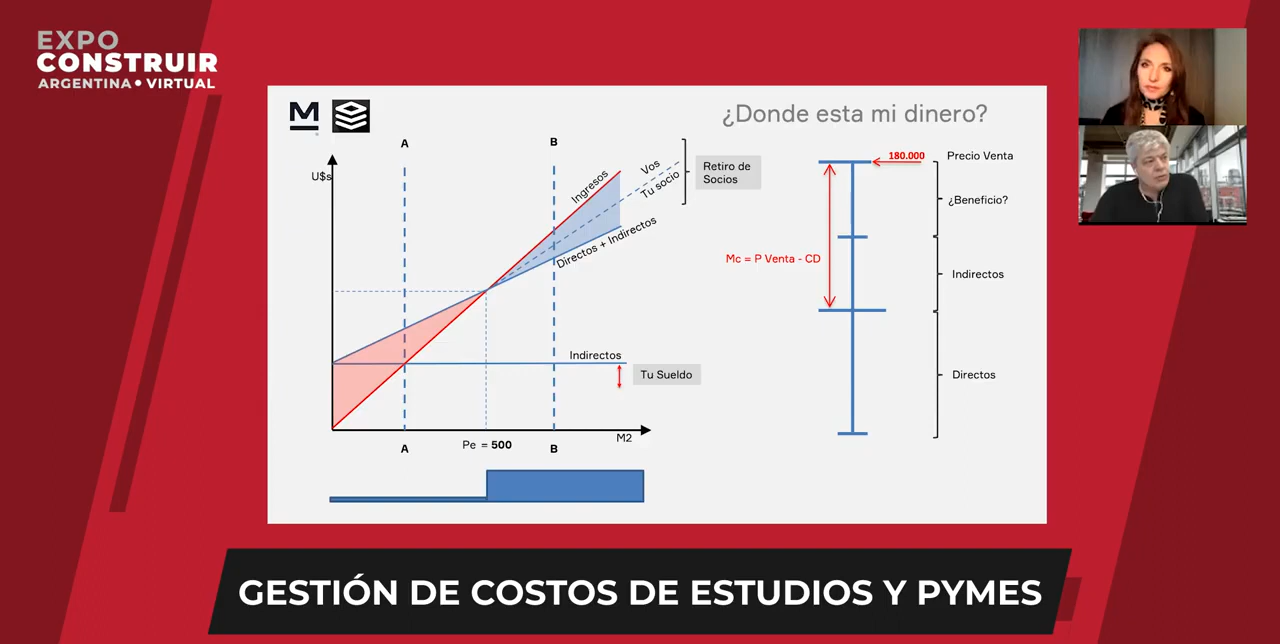 EXPO
CONSTRUIR
ARGENTINA • VIRTUAL
M
¿Donde esta mi dinero?
A
B
U$s
Ingresos
Vos
Tu socio
Retiro de
Socios
Directos + Indirectos
Indirectos
Tu Sueldo
M2
A
Pe = 500
B
180.000
Precio Venta
¿Beneficio?
Mc = P Venta - CD
Indirectos
Directos
GESTIÓN DE COSTOS DE ESTUDIOS Y PYMES